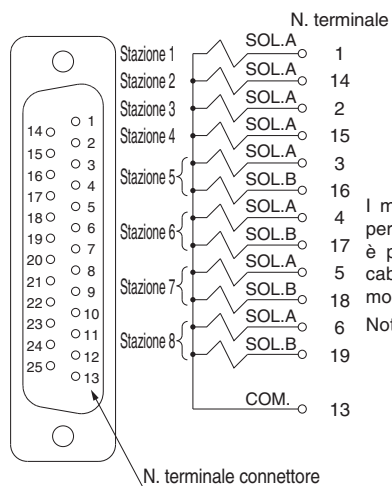 N. terminale
Stazione 1 SOL.A 1
Stazione 2 SOL.A 14
Stazione 3 SOL.A 2
Stazione 4 SOL.A 15
Stazione 5 SOL.A 3
SOL.B 16
Stazione 6 SOL.A 4
SOL.B 17
Stazione 7 SOL.A 5
SOL.B 18
Stazione 8 SOL.A 6
SOL.B 19
COM. 13
1
14
2
15
3
16
4
17
5
18
6
19
7
20
8
21
9
22
10
23
11
24
12
25
13
N. terminale connettore
I m
per
è p
cab
mo
Not